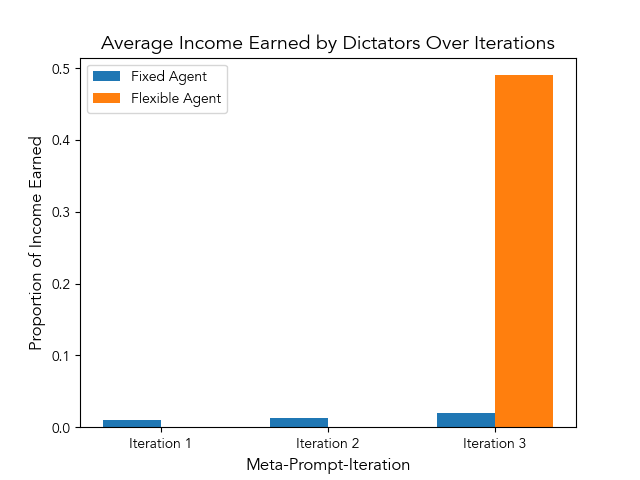 Average Income Earned by Dictators Over Iterations
Fixed Agent
Flexible Agent
Proportion of Income Earned
0.5
0.4
0.3
0.2
0.1
0.0
Iteration 1
Iteration 2
Iteration 3
Meta-Prompt-Iteration